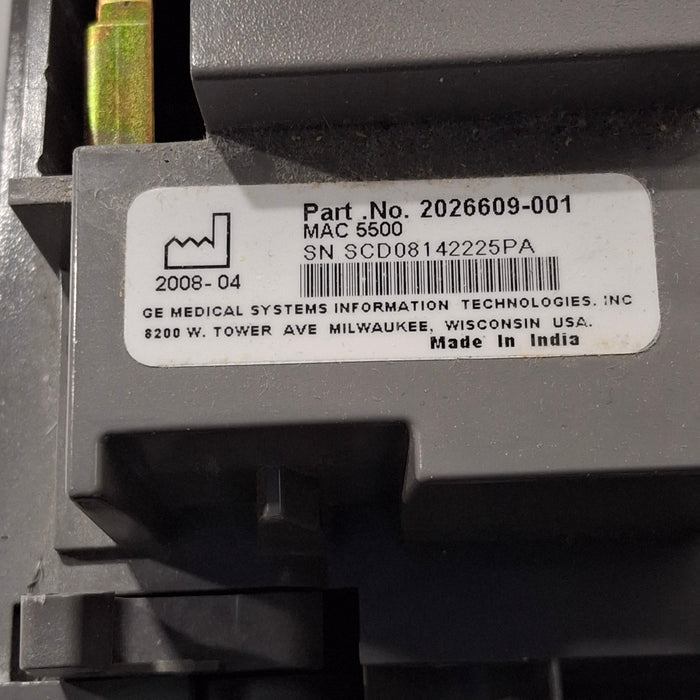 Part .No. 2026609-001
MAC 5500
SN SCD08142225PA
2008-04
GE MEDICAL SYSTEMS INFORMATION TECHNOLOGIES. INC
8200 W. TOWER AVE MILWAUKEE, WISCONSIN USA.
Made In India